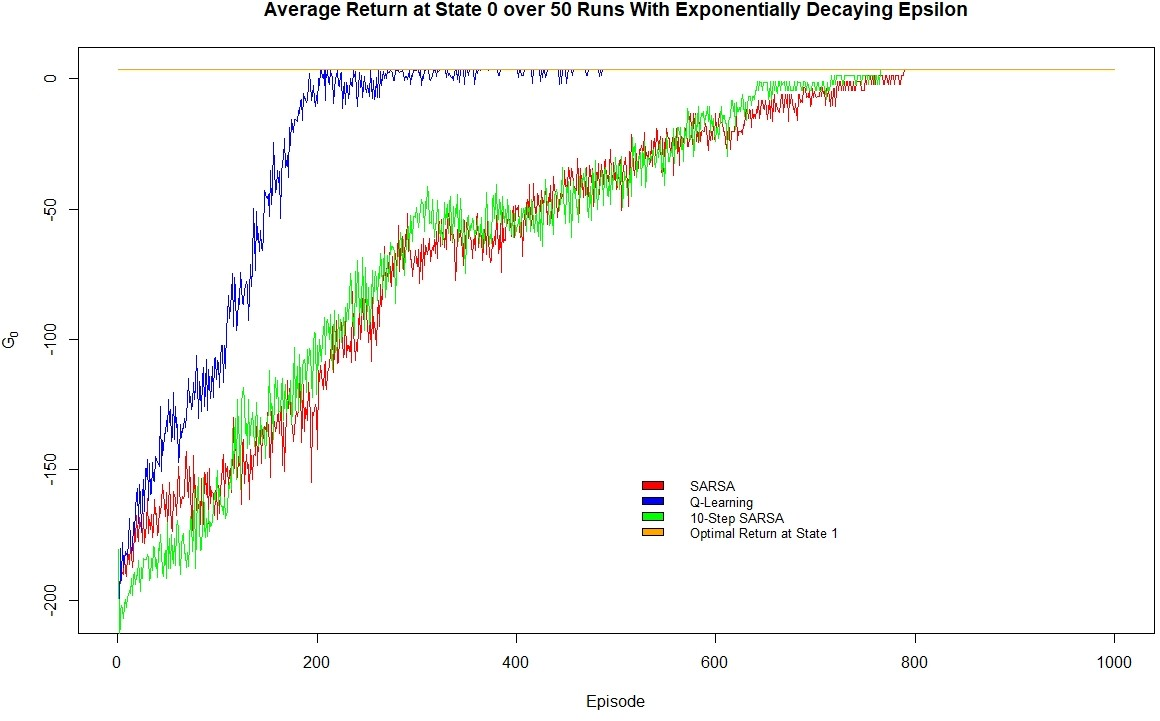 Average Return at State 0 over 50 Runs With Exponentially Decaying Epsilon
G0
0
-50
-100
-150
-200
SARSA
Q-Learning
10-Step SARSA
Optimal Return at State 1
0 200 400 600 800 1000
Episode